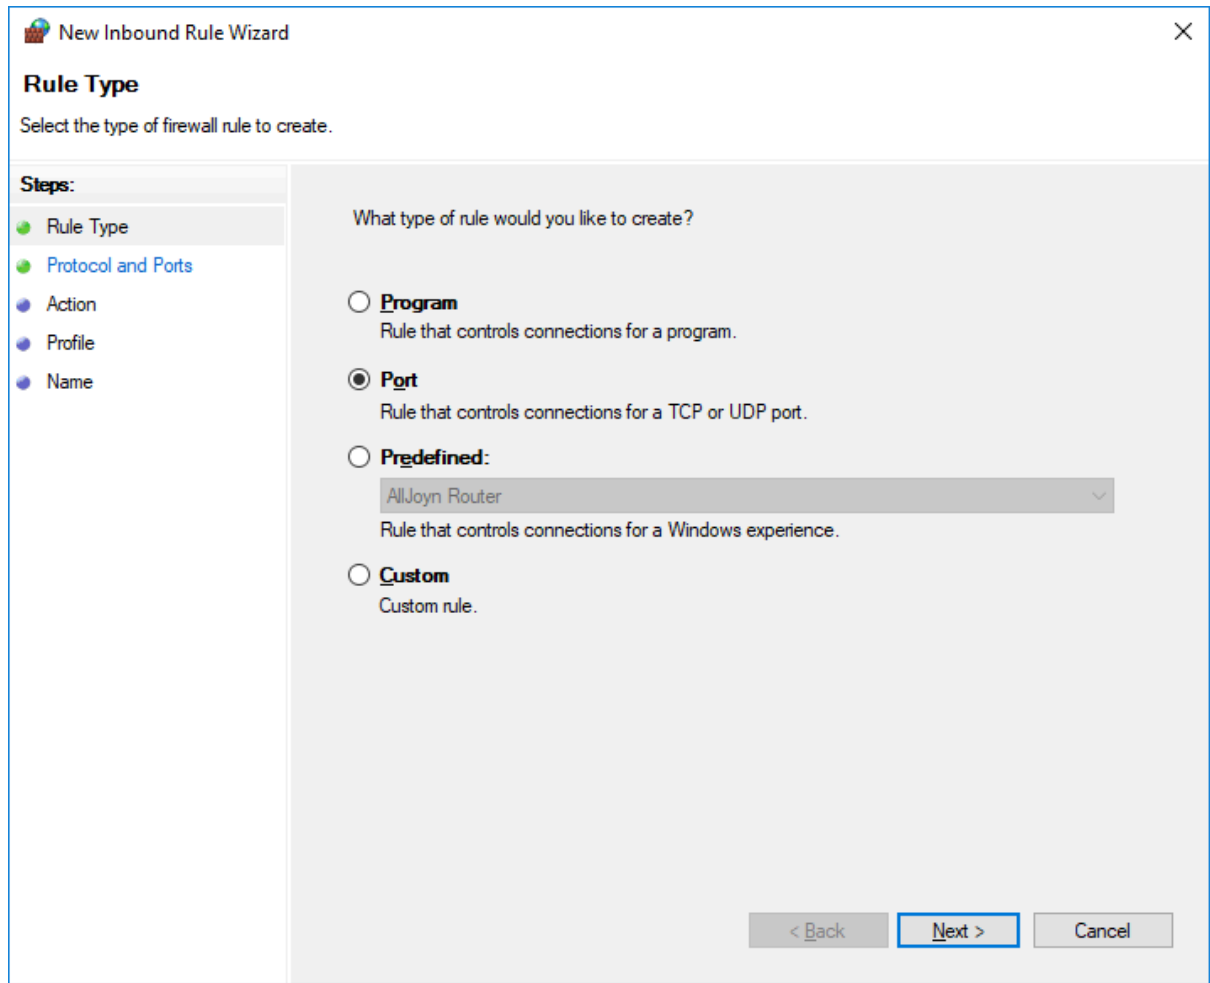 New Inbound Rule Wizard
Rule Type
Select the type of firewall rule to create.
Steps:
Rule Type
Protocol and Ports
Action
Profile
Name
What type of rule would you like to create?
Program
Rule that controls connections for a program.
Port
Rule that controls connections for a TCP or UDP port.
Predefined:
AllJoyn Router
Rule that controls connections for a Windows experience.
Custom
Custom rule.
< Back Next > Cancel